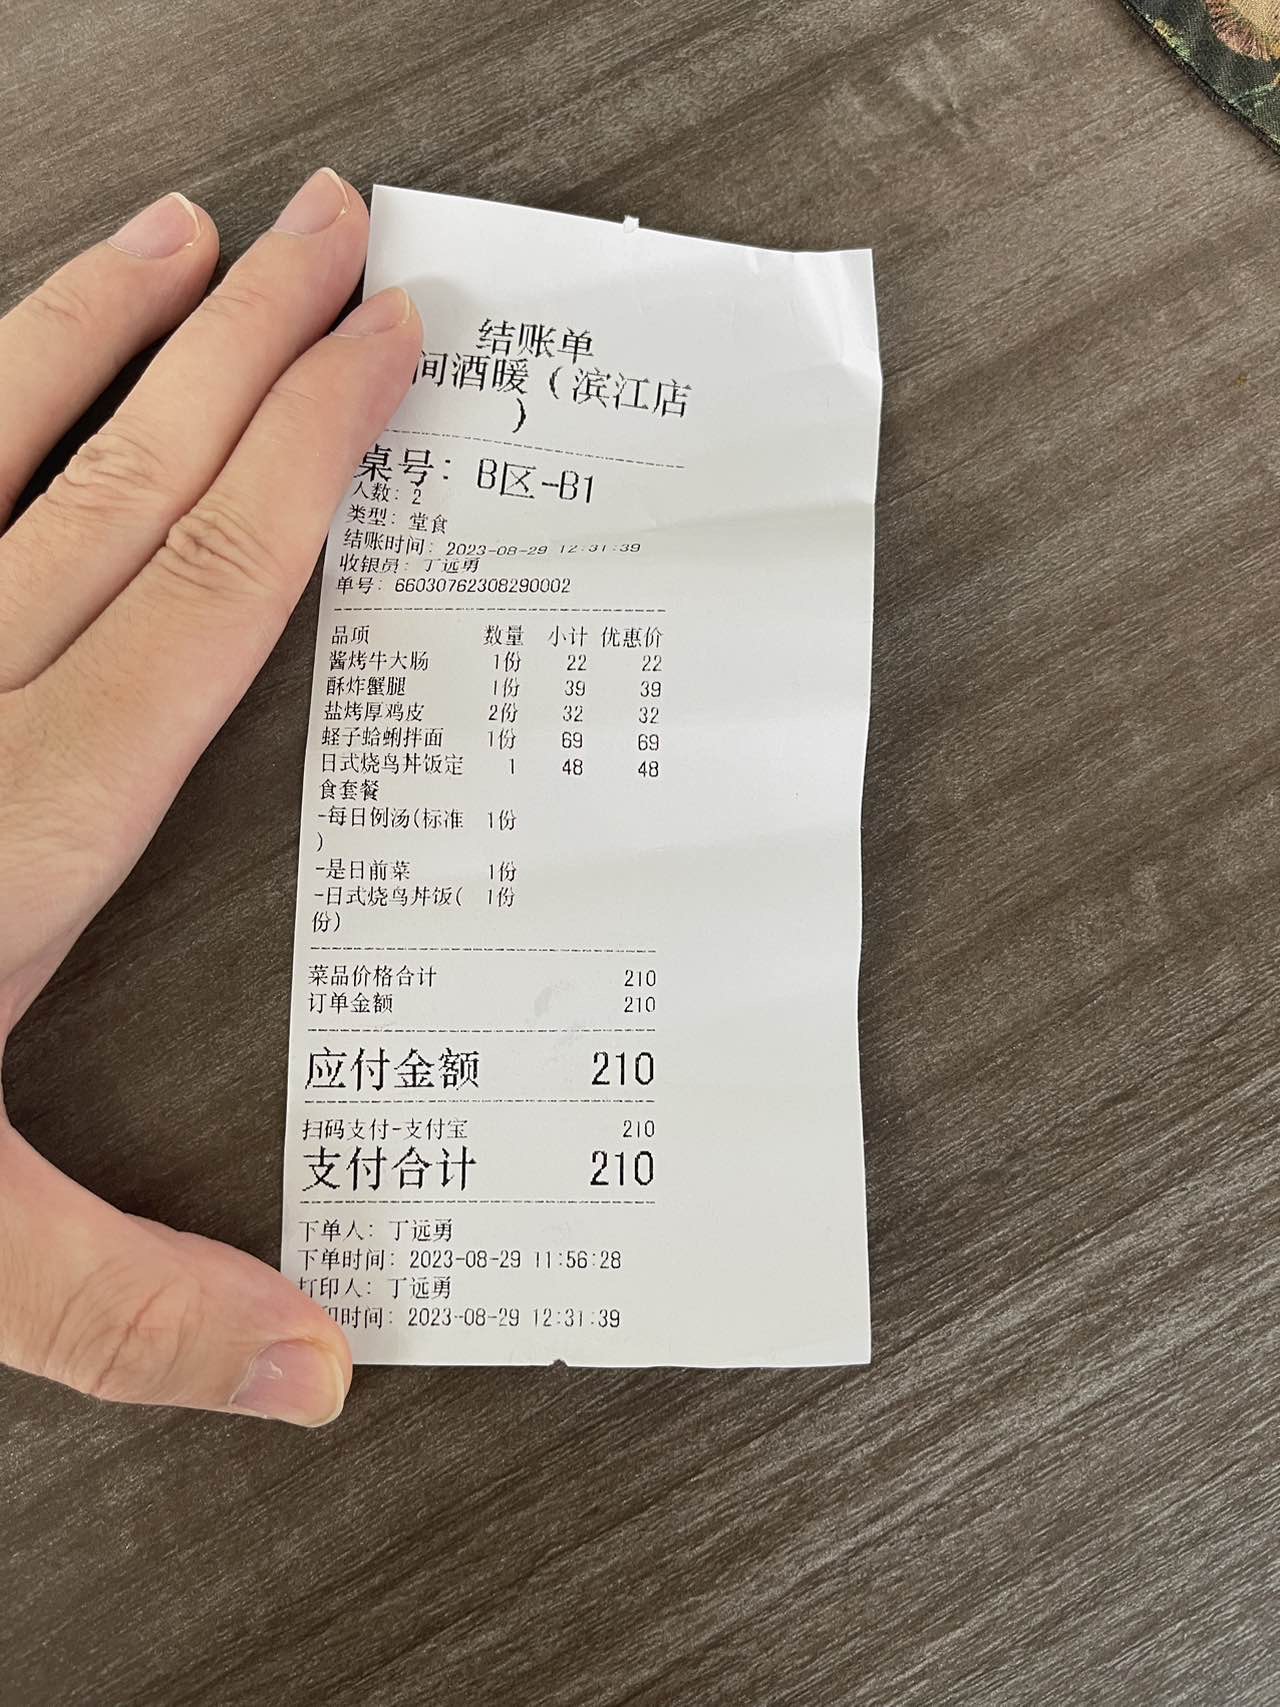 结账单
间酒暖（滨江店
）
桌号：B区-B1
人数：2
类型：堂食
结账时间：2023-08-29 12:31:39
收银员：丁远勇
单号：66030762308290002
品项 数量 小计 优惠价
酱烤牛大肠 1份 22 22
酥炸蟹腿 1份 39 39
盐烤厚鸡皮 2份 32 32
蛏子蛤蜊拌面 1份 69 69
日式烧鸟丼饭定 1 48 48
食套餐
-每日例汤(标准 1份
)
-是日前菜 1份
-日式烧鸟丼饭( 1份
份)
菜品价格合计 210
订单金额 210
应付金额 210
扫码支付-支付宝 210
支付合计 210
下单人：丁远勇
下单时间：2023-08-29 11:56:28
打印人：丁远勇
印时间：2023-08-29 12:31:39